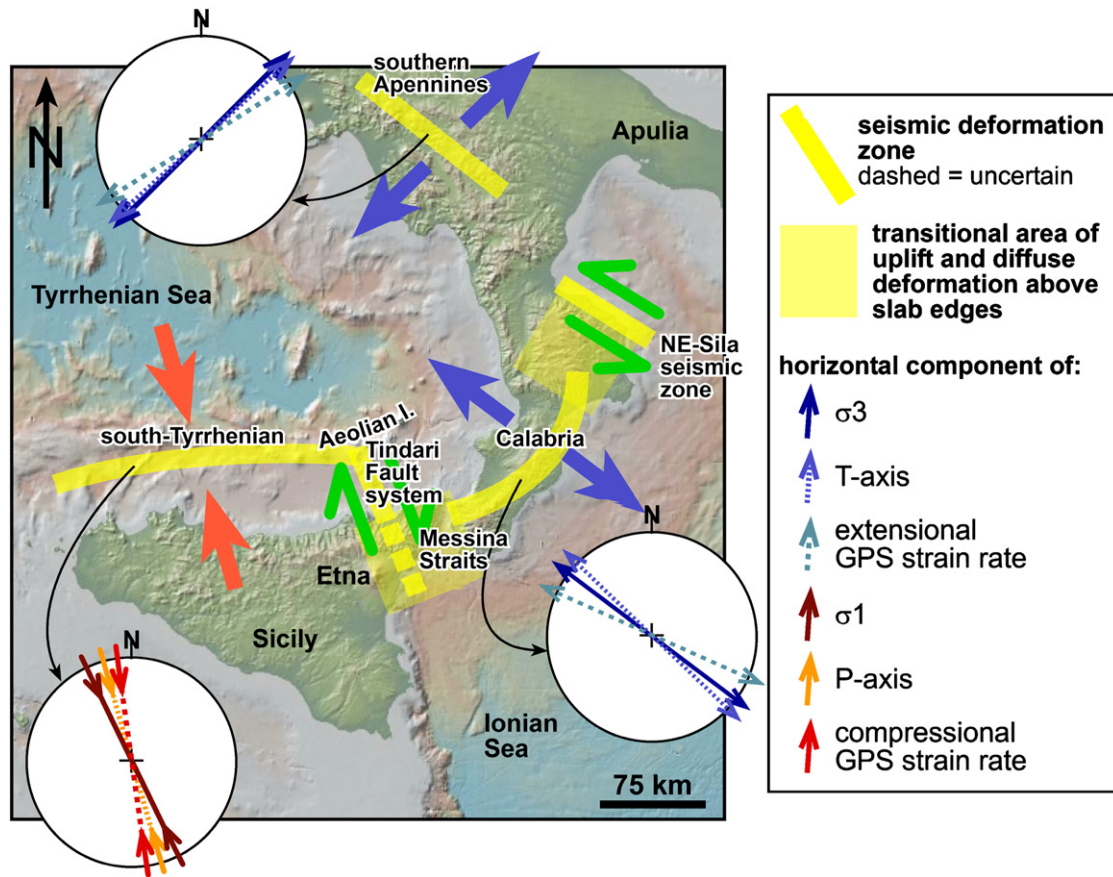 N
N
southern
Apennines
Apulia
Tyrrhenian Sea
NE-Sila
seismic
zone
south-Tyrrhenian
Aeolian I.
Tindari
Fault
system
Calabria
Messina
Straits
Etna
Sicily
Ionian
Sea
N
N
75 km
seismic deformation
zone
dashed = uncertain
transitional area of
uplift and diffuse
deformation above
slab edges
horizontal component of:
σ3
T-axis
extensional
GPS strain rate
σ1
P-axis
compressional
GPS strain rate